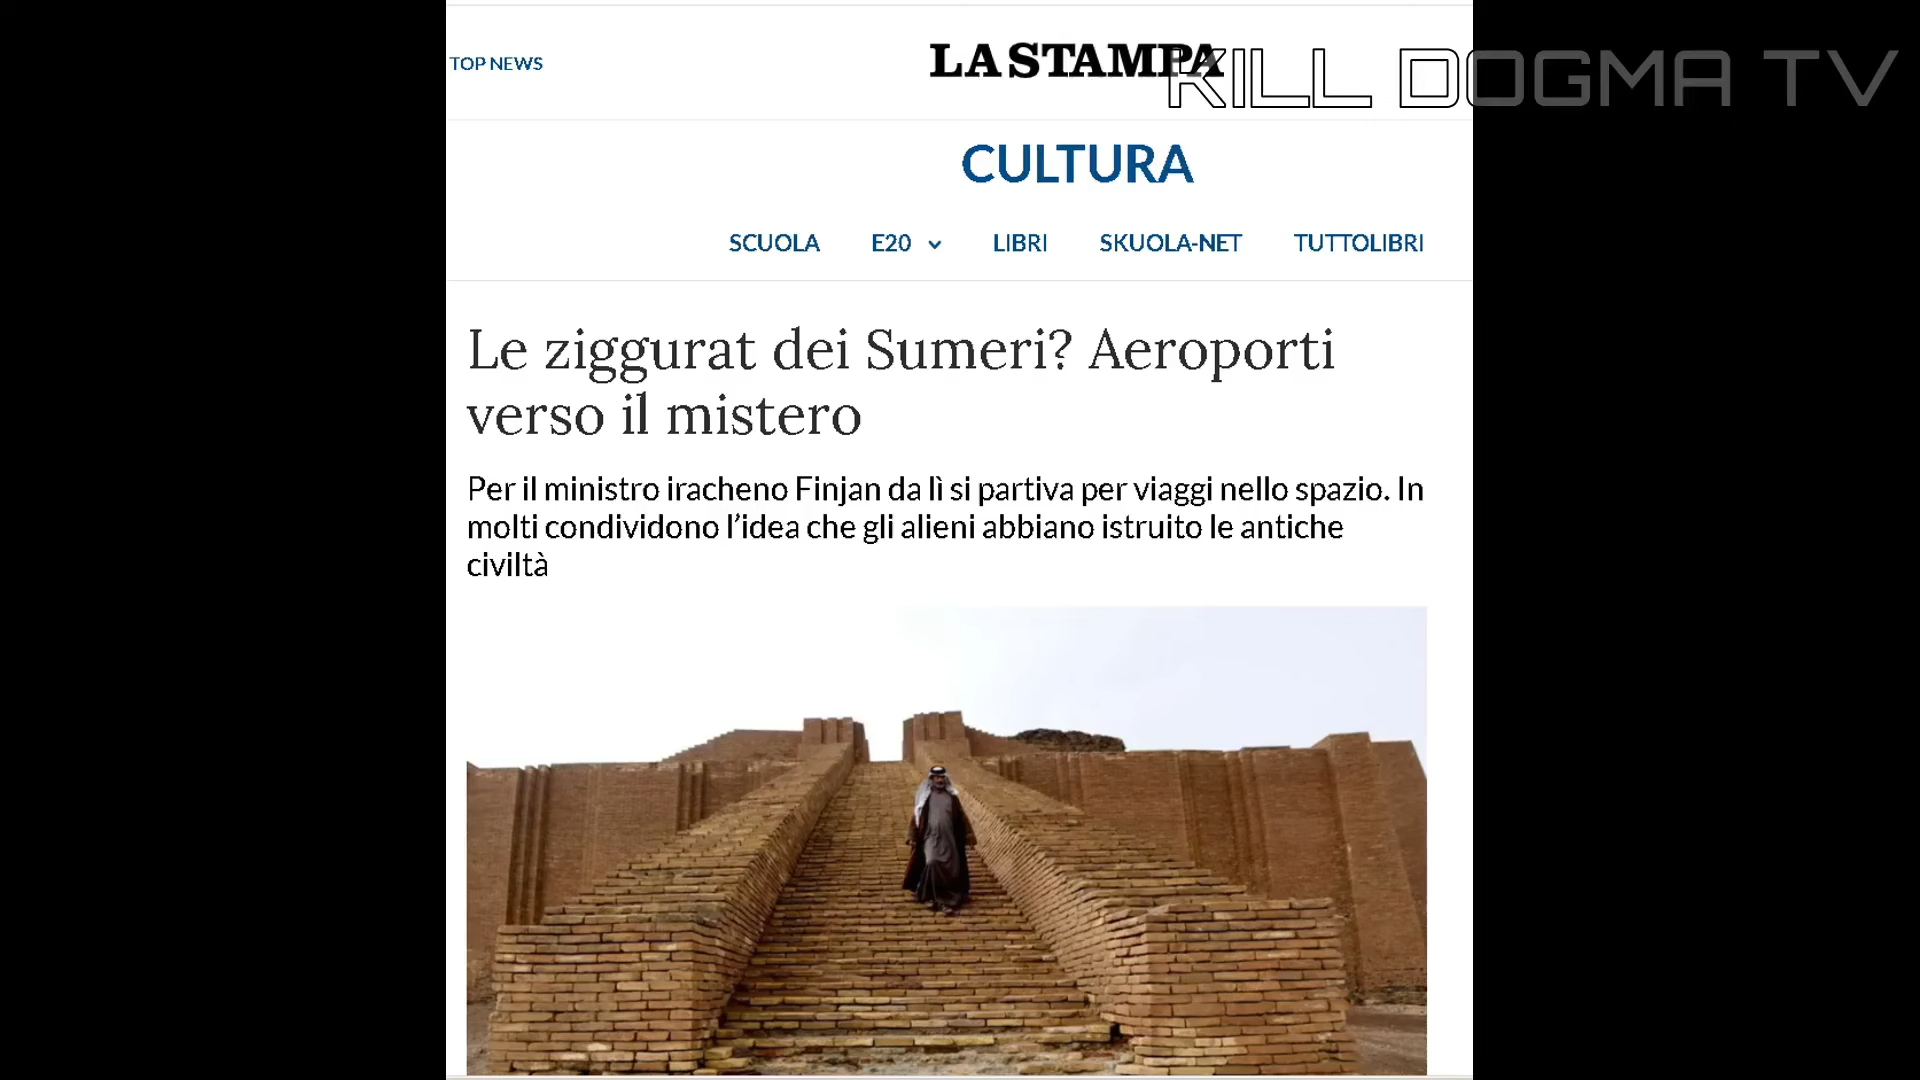 TOP NEWS
LA STAMPA
KILL DOGMA TV
CULTURA
SCUOLA E20 LIBRI SKUOLA-NET TUTTOLIBRI
Le ziggurat dei Sumeri? Aeroporti
verso il mistero
Per il ministro iracheno Finjan da lì si partiva per viaggi nello spazio. In
molti condividono l’idea che gli alieni abbiano istruito le antiche
civiltà